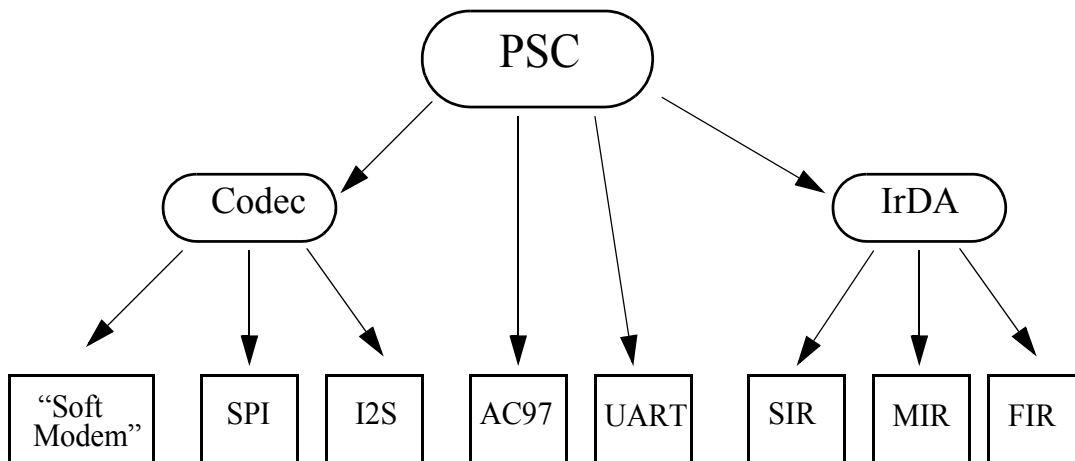 PSC
Codec
IrDA
“Soft
Modem”
SPI
I2S
AC97
UART
SIR
MIR
FIR